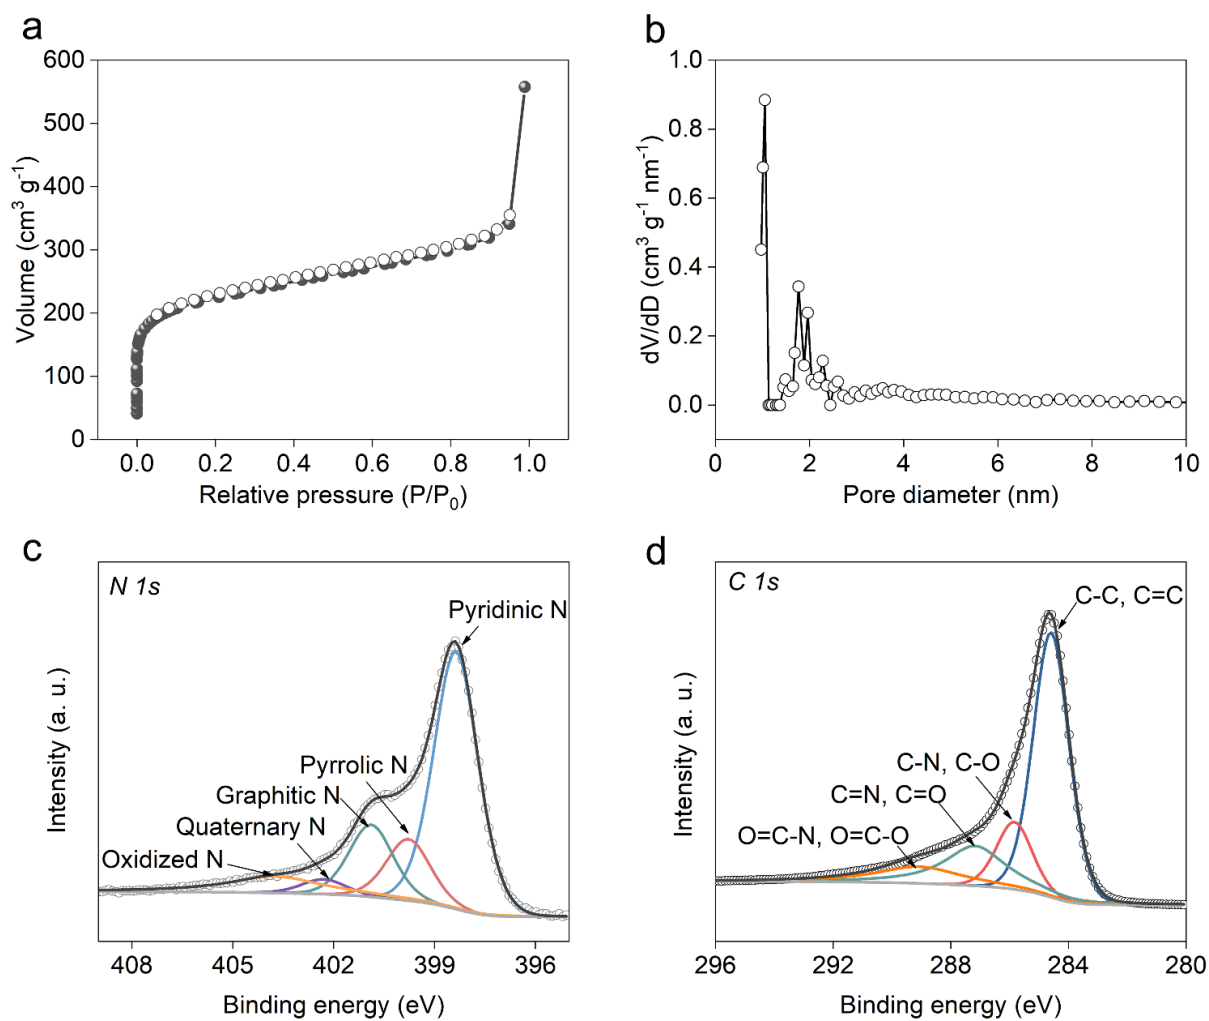 a
600
500
400
300
200
100
0
Volume (cm³ g⁻¹)
0.0 0.2 0.4 0.6 0.8 1.0
Relative pressure (P/P₀)
b
1.0
0.8
0.6
0.4
0.2
0.0
dV/dD (cm³ g⁻¹ nm⁻¹)
0 2 4 6 8 10
Pore diameter (nm)
c
N 1s
Pyridinic N
Pyrrolic N
Graphitic N
Quaternary N
Oxidized N
Intensity (a. u.)
408 405 402 399 396
Binding energy (eV)
d
C 1s
C-C, C=C
C-N, C-O
C=N, C=O
O=C-N, O=C-O
Intensity (a. u.)
296 292 288 284 280
Binding energy (eV)